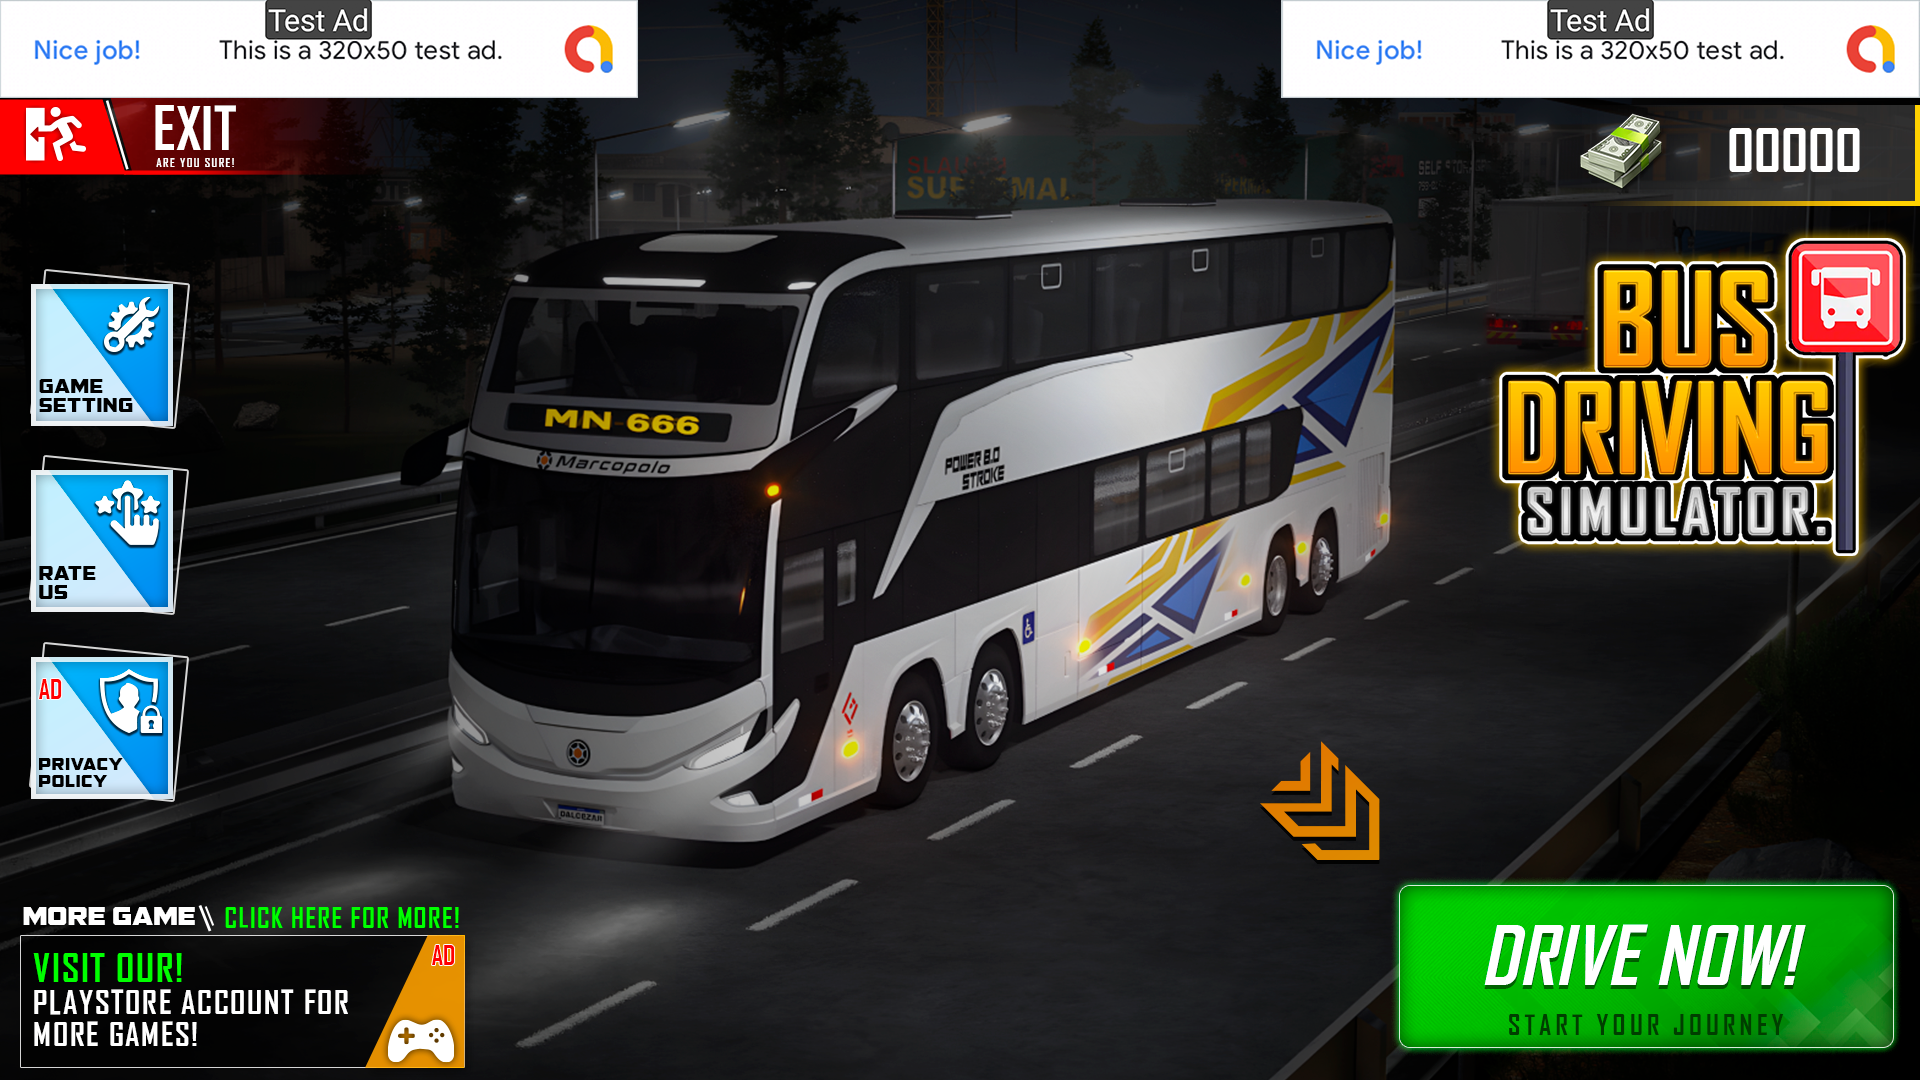 Test Ad
Nice job!
This is a 320x50 test ad.
Test Ad
Nice job!
This is a 320x50 test ad.
EXIT
ARE YOU SURE!
00000
BUS
DRIVING
SIMULATOR.
GAME
SETTING
RATE
US
AD
PRIVACY
POLICY
MN-666
Marcopolo
POWER 8.0
STROKE
DALCEZAR
MORE GAME\\ CLICK HERE FOR MORE!
AD
VISIT OUR!
PLAYSTORE ACCOUNT FOR
MORE GAMES!
DRIVE NOW!
START YOUR JOURNEY